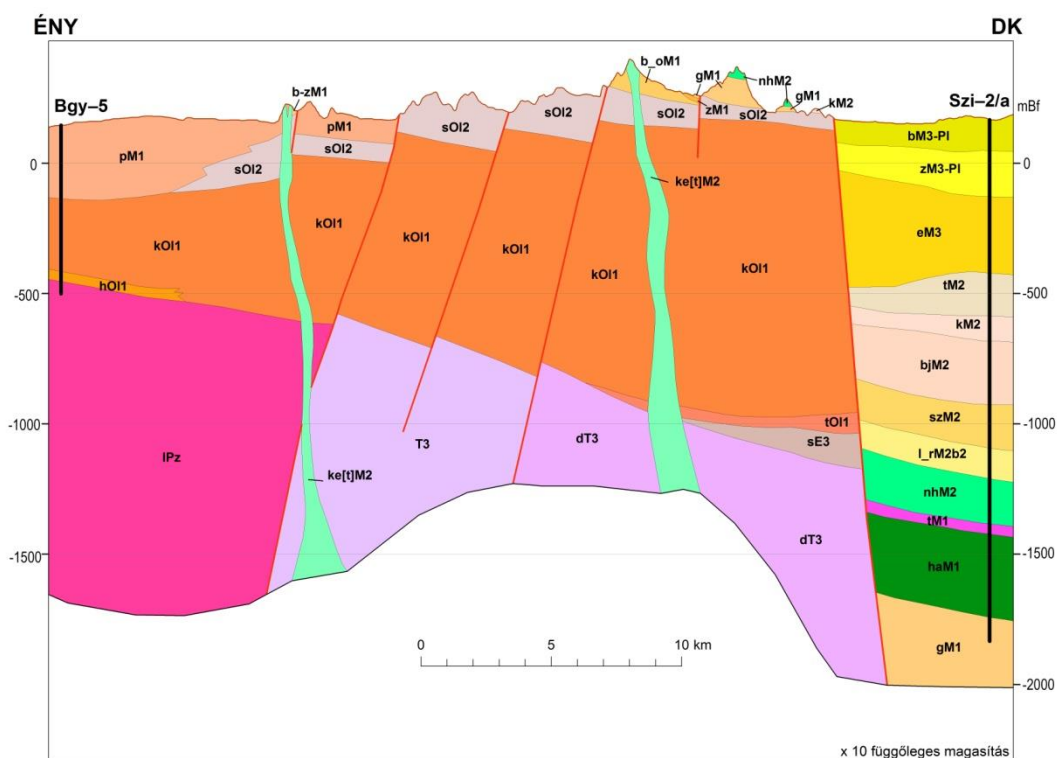 ÉNY
DK
Bgy–5
b-zM1
b_oM1
gM1
nhM2
gM1
kM2
Szi–2/a
mBf
pM1
sOl2
pM1
sOl2
sOl2
sOl2
sOl2
zM1
sOl2
bM3-Pl
zM3-Pl
0
0
ke[t]M2
kOl1
kOl1
kOl1
kOl1
kOl1
kOl1
eM3
hOl1
tM2
-500
-500
kM2
bjM2
szM2
-1000
-1000
tOl1
sE3
l_rM2b2
IPz
T3
dT3
ke[t]M2
nhM2
tM1
-1500
-1500
dT3
haM1
gM1
0
10 km
-2000
x 10 függőleges magasítás